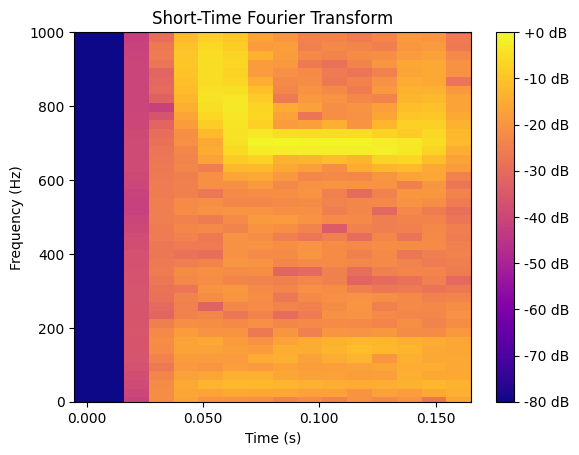 Short-Time Fourier Transform
Frequency (Hz)
1000
800
600
400
200
0
0.000
0.050
0.100
0.150
Time (s)
+0 dB
-10 dB
-20 dB
-30 dB
-40 dB
-50 dB
-60 dB
-70 dB
-80 dB